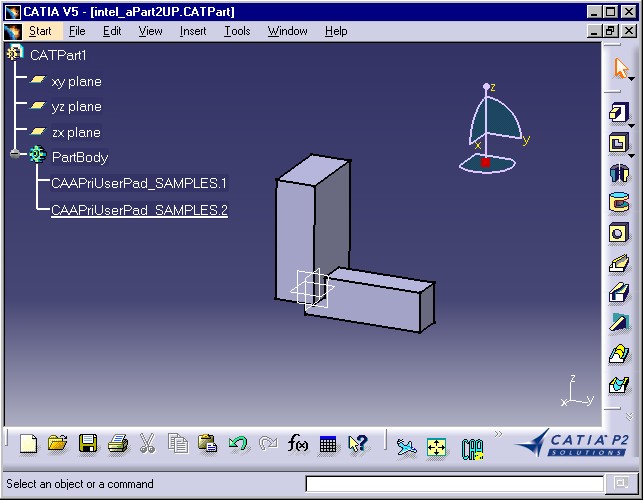 CATIA V5 - [intel_aPart2UP.CATPart]
Start File Edit View Insert Tools Window Help
CATPart1
xy plane
yz plane
zx plane
PartBody
CAAPriUserPad_SAMPLES.1
CAAPriUserPad_SAMPLES.2
z
x
y
z
x
y
f(x)
?
CAA
CATIA P2
SOLUTIONS
Select an object or a command